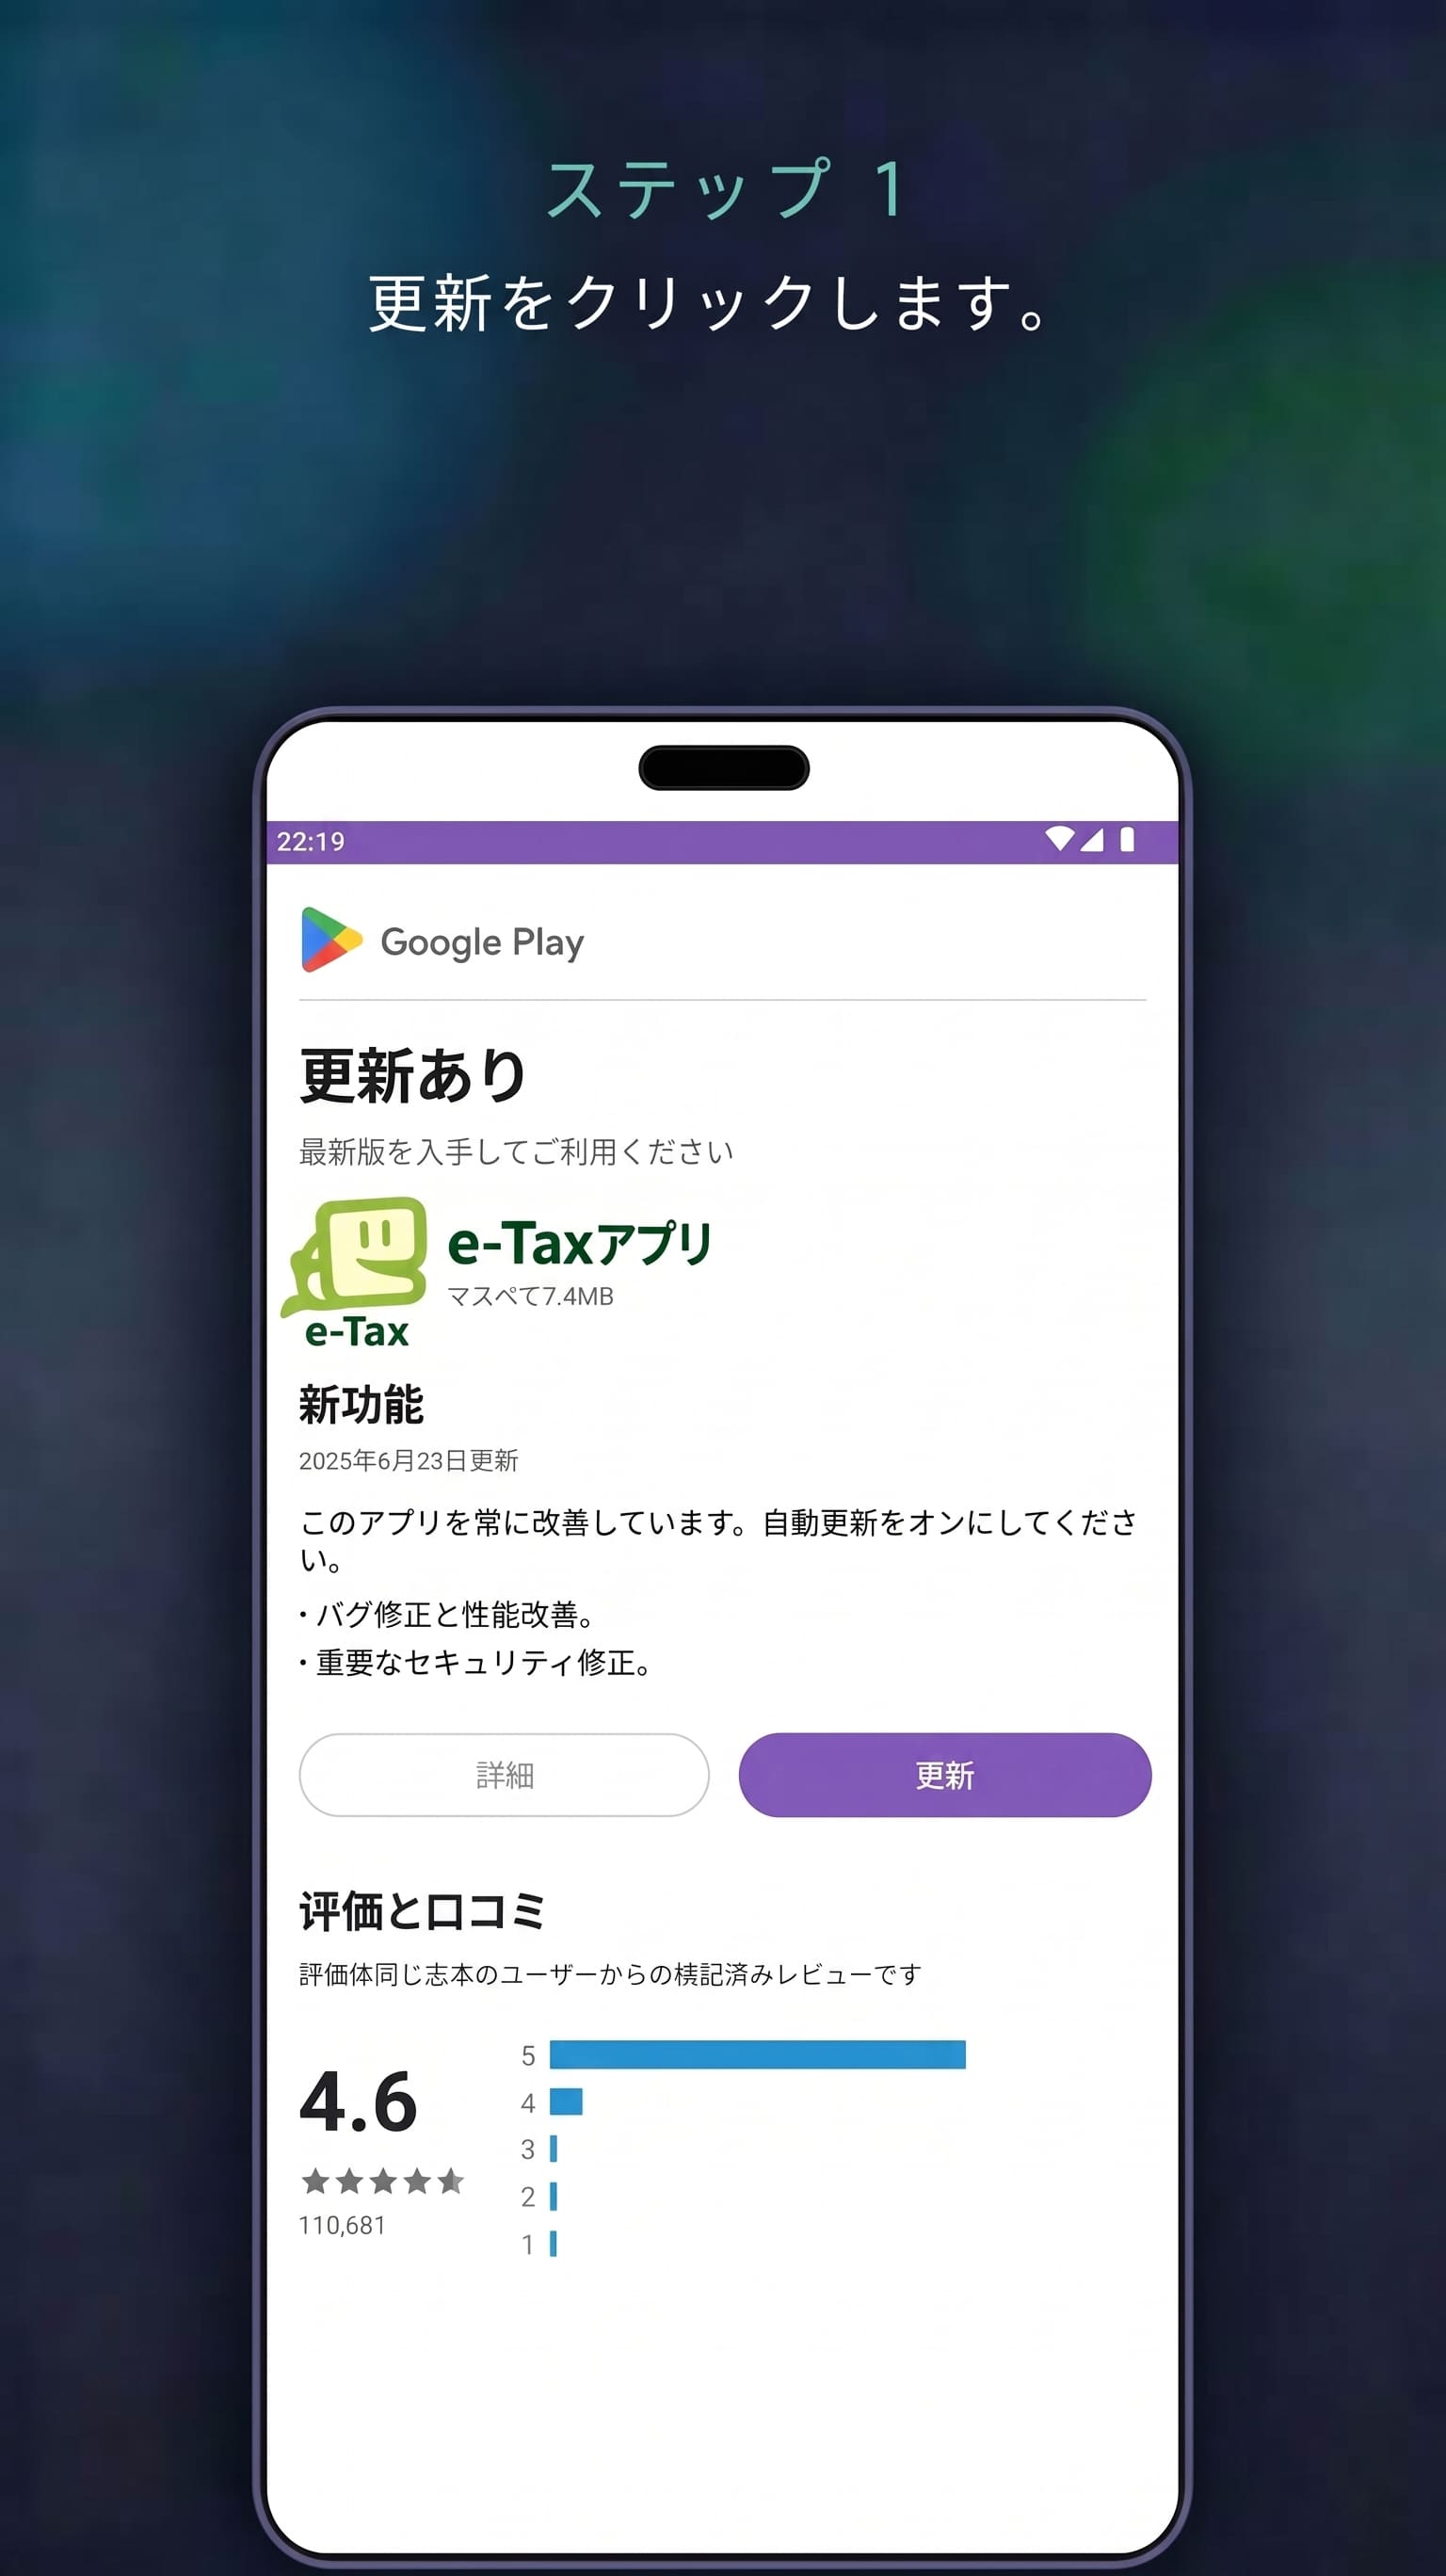 ステップ 1
更新をクリックします。
22:19
Google Play
更新あり
最新版を入手してご利用ください
e-Taxアプリ
マスペて7.4MB
e-Tax
新功能
2025年6月23日更新
このアプリを常に改善しています。自動更新をオンにしてくださ
い。
・バグ修正と性能改善。
・重要なセキュリティ修正。
詳細
更新
评価と口コミ
評価体同じ志本のユーザーからの記済みレビューです
5
4
3
2
1
4.6
110,681